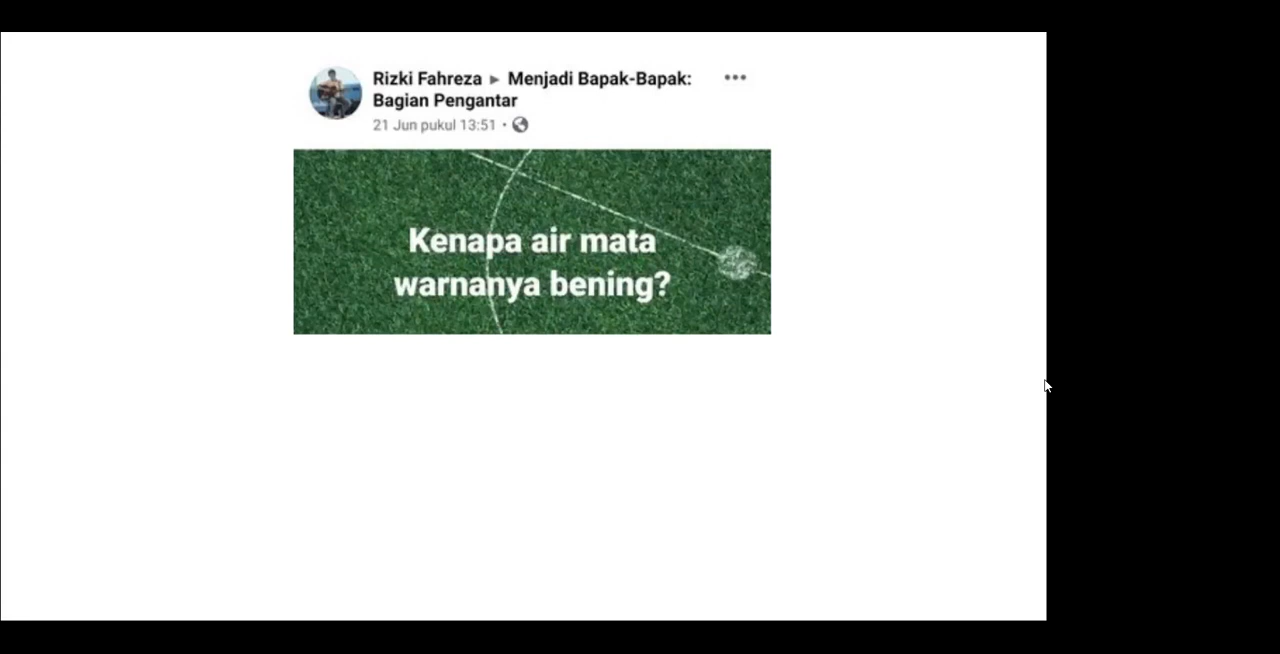 Rizki Fahreza ▸ Menjadi Bapak-Bapak:
Bagian Pengantar
21 Jun pukul 13:51 •
Kenapa air mata
warnanya bening?